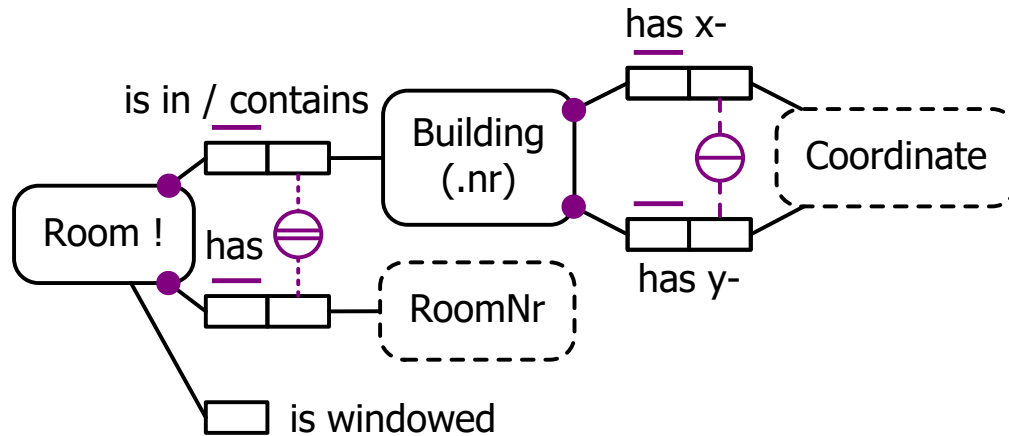 has x-
is in / contains
Building
(.nr)
Coordinate
Room !
has
has y-
RoomNr
is windowed